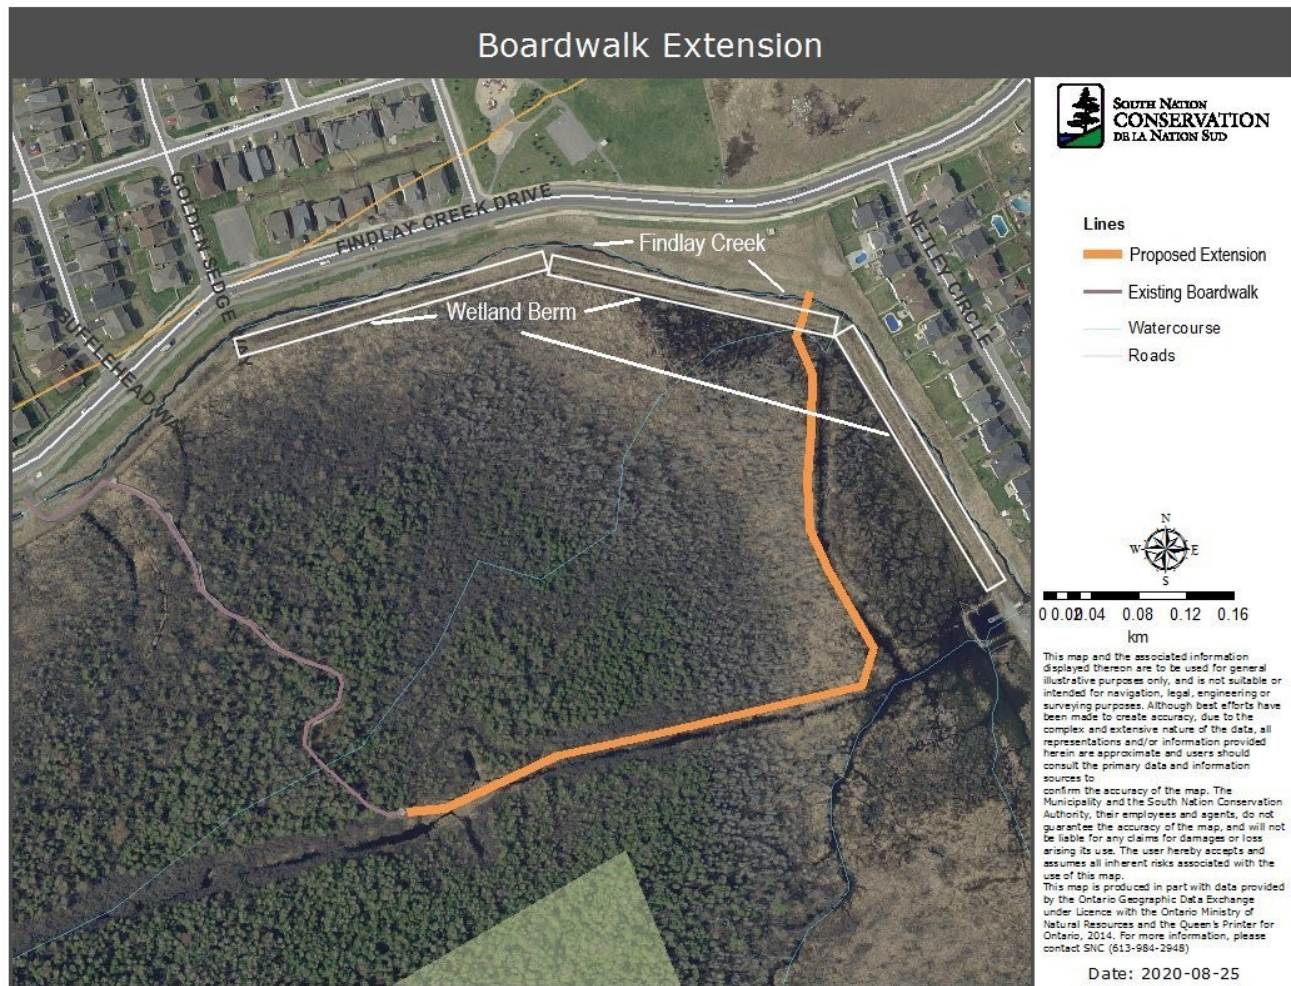 Boardwalk Extension
SOUTH NATION
CONSERVATION
DE LA NATION SUD
Lines
Proposed Extension
Existing Boardwalk
Watercourse
Roads
GOLDEN SEDGE
FINDLAY CREEK DRIVE
BUFFLEHEAD WAY
WAY
NETLEY CIRCLE
Findlay Creek
Wetland Berm
N
W E
S
0 0.02 0.04 0.08 0.12 0.16
km
This map and the associated information
displayed thereon are to be used for general
illustrative purposes only, and is not suitable or
intended for navigation, legal, engineering or
surveying purposes. Although best efforts have
been made to create accuracy, due to the
complex and extensive nature of the data, all
representations and/or information provided
herein are approximate and users should
consult the primary data and information
sources to
confirm the accuracy of the map. The
Municipality and the South Nation Conservation
Authority, their employees and agents, do not
guarantee the accuracy of the map, and will not
be liable for any claims for damages or loss
arising its use. The user hereby accepts and
assumes all inherent risks associated with the
use of this map.
This map is produced in part with data provided
by the Ontario Geographic Data Exchange
under Licence with the Ontario Ministry of
Natural Resources and the Queen's Printer for
Ontario, 2014. For more information, please
contact SNC (613-984-2948)
Date: 2020-08-25